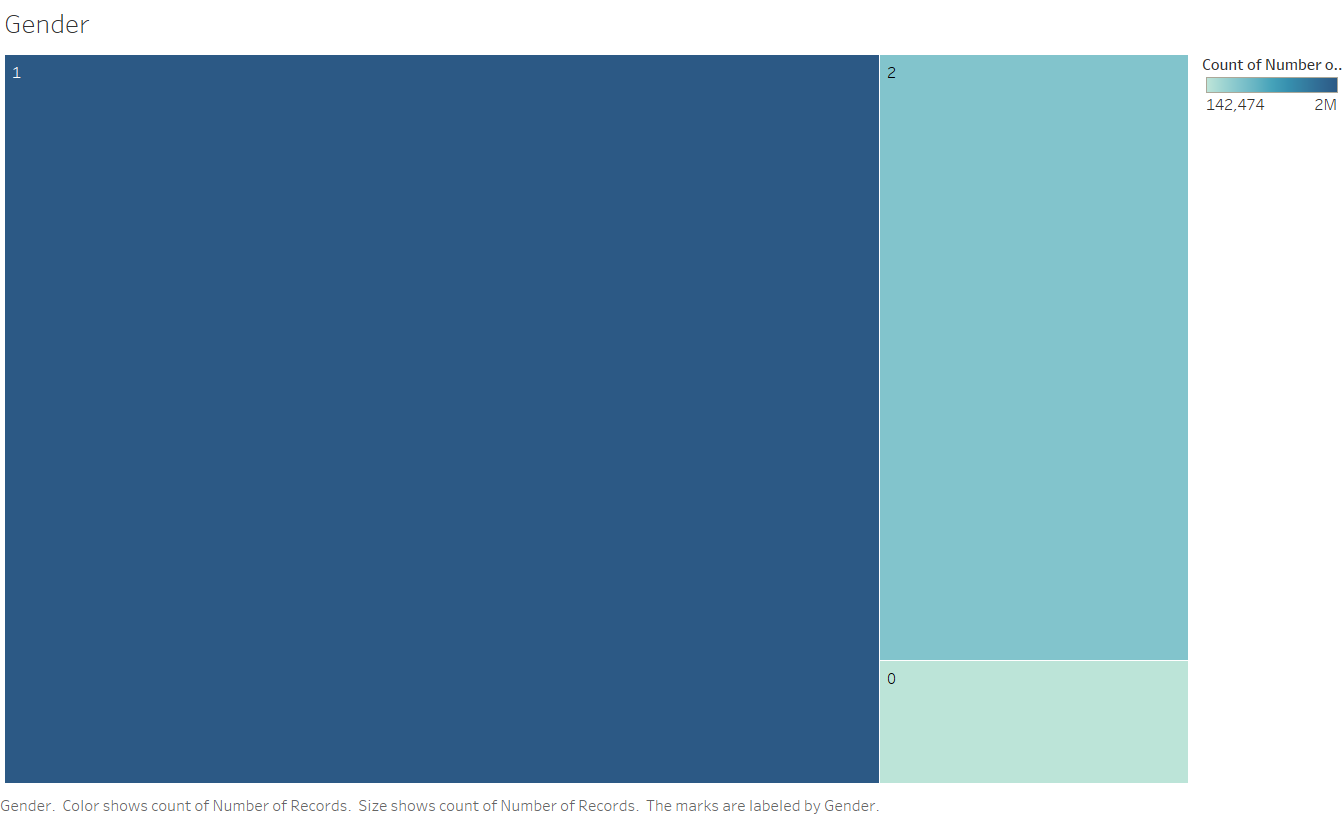 Gender
1
2
0
Count of Number o..
142,474 2M
Gender.  Color shows count of Number of Records.  Size shows count of Number of Records.  The marks are labeled by Gender.